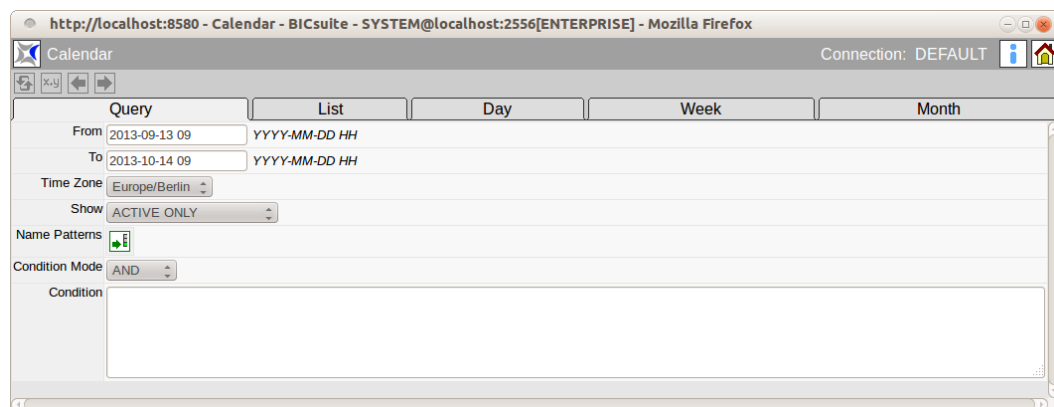 http://localhost:8580 - Calendar - BICsuite - SYSTEM@localhost:2556[ENTERPRISE] - Mozilla Firefox
Calendar Connection: DEFAULT
x.y
Query List Day Week Month
From 2013-09-13 09 YYYY-MM-DD HH
To 2013-10-14 09 YYYY-MM-DD HH
Time Zone Europe/Berlin
Show ACTIVE ONLY
Name Patterns
Condition Mode AND
Condition